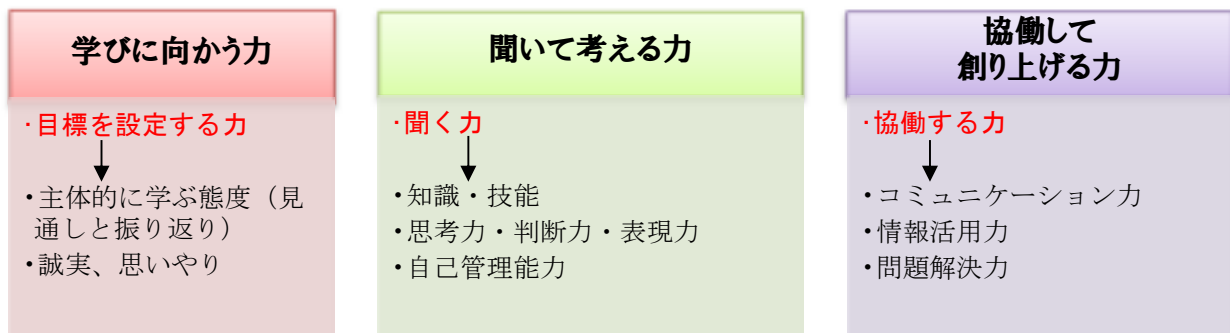 学びに向かう力
・目標を設定する力
・主体的に学ぶ態度（見
通しと振り返り）
・誠実、思いやり
聞いて考える力
・聞く力
・知識・技能
・思考力・判断力・表現力
・自己管理能力
協働して
創り上げる力
・協働する力
・コミュニケーション力
・情報活用力
・問題解決力